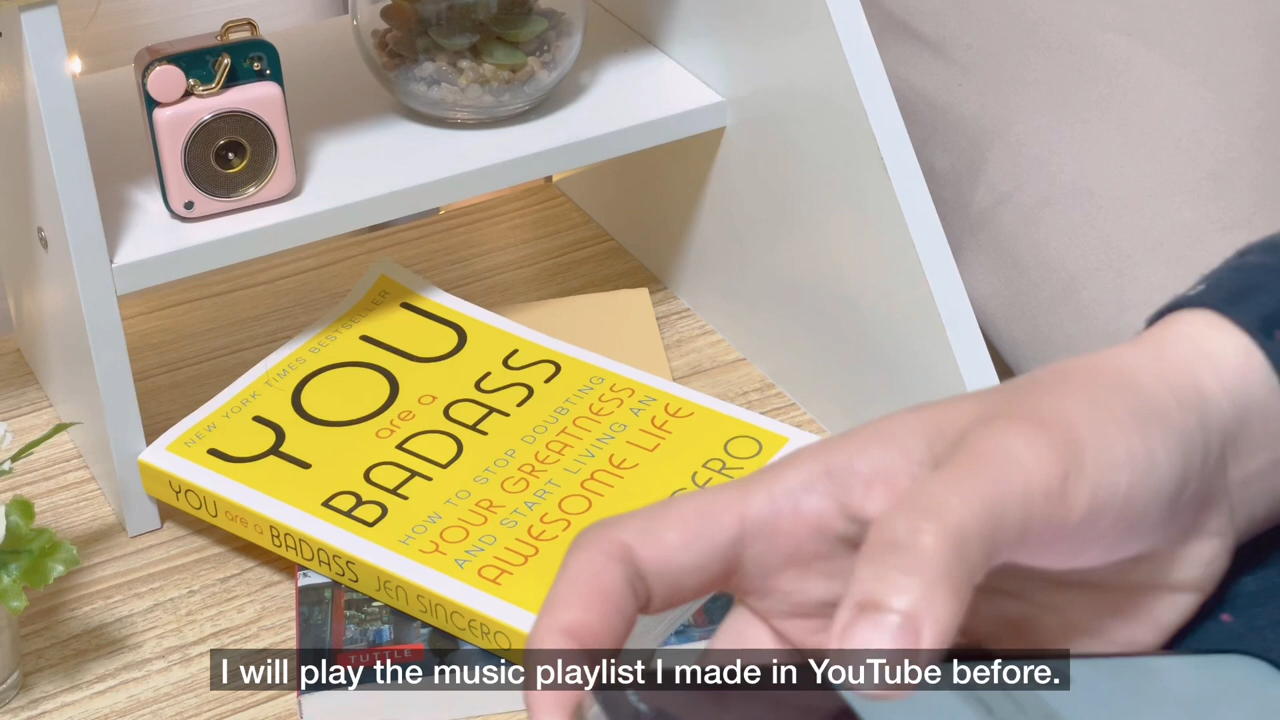 NEW YORK TIMES BESTSELLER
YOU
are a
BADASS
HOW TO STOP DOUBTING
YOUR GREATNESS
AND START LIVING AN
AWESOME LIFE
YOU are a BADASS JEN SINCERO
TUTTLE
I will play the music playlist I made in YouTube before.